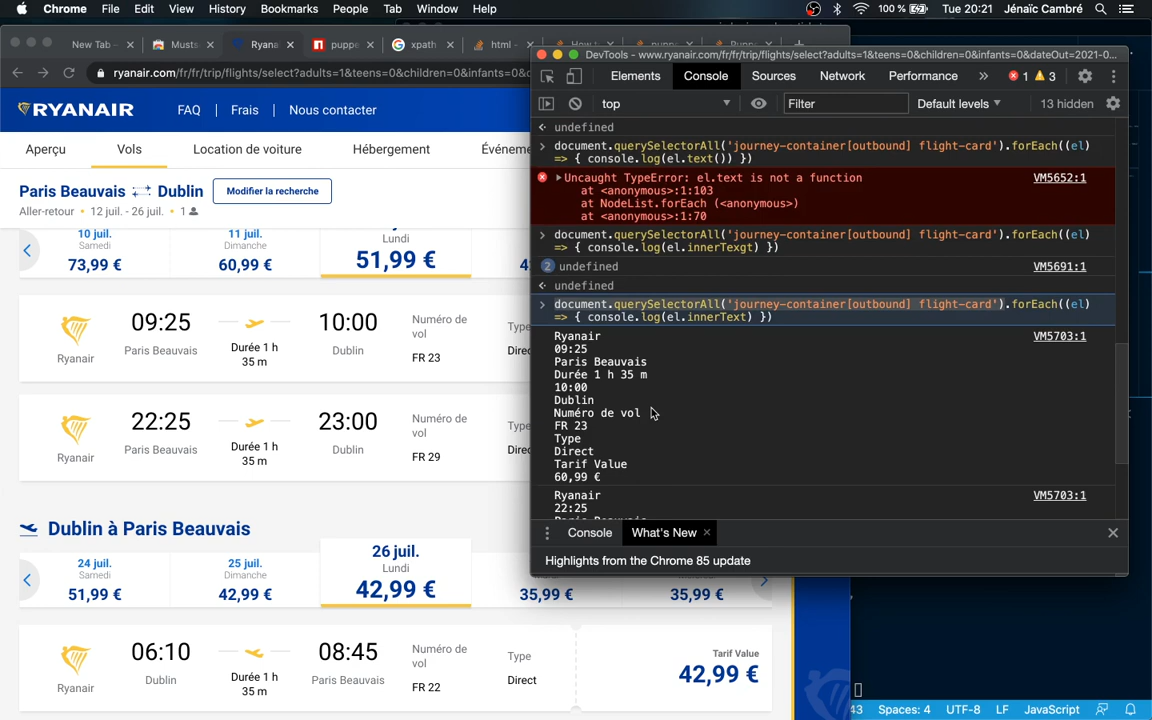 Chrome File Edit View History Bookmarks People Tab Window Help 100 % Tue 20:21 Jénaïc Cambré
New Tab - Musto Ryana puppe xpath html - How t puppe Puppe
DevTools - www.ryanair.com/fr/fr/trip/flights/select?adults=1&teens=0&children=0&infants=0&dateOut=2021-0...
ryanair.com/fr/fr/trip/flights/select?adults=1&teens=0&children=0&infants=0&d
Elements Console Sources Network Performance » 1 3
top Filter Default levels 13 hidden
RYANAIR FAQ Frais Nous contacter
Aperçu Vols Location de voiture Hébergement Événeme
Paris Beauvais Dublin Modifier la recherche
Aller-retour • 12 juil. - 26 juil. • 1
10 juil. 11 juil.
Samedi Dimanche Lundi
73,99 € 60,99 € 51,99 € 42
09:25 10:00 Numéro de
vol Type
Ryanair Paris Beauvais Durée 1 h
35 m Dublin FR 23 Direc
22:25 23:00 Numéro de
vol Type
Ryanair Paris Beauvais Durée 1 h
35 m Dublin FR 29 Direc
Dublin à Paris Beauvais
24 juil. 25 juil. 26 juil.
Samedi Dimanche Lundi
51,99 € 42,99 € 42,99 € 35,99 € 35,99 €
06:10 08:45 Numéro de
vol Type Tarif Value
Ryanair Dublin Durée 1 h
35 m Paris Beauvais FR 22 Direct 42,99 €
undefined
document.querySelectorAll('journey-container[outbound] flight-card').forEach((el)
=> { console.log(el.text()) })
Uncaught TypeError: el.text is not a function VM5652:1
at <anonymous>:1:103
at NodeList.forEach (<anonymous>)
at <anonymous>:1:70
document.querySelectorAll('journey-container[outbound] flight-card').forEach((el)
=> { console.log(el.innerTexgt) })
2 undefined VM5691:1
undefined
document.querySelectorAll('journey-container[outbound] flight-card').forEach((el)
=> { console.log(el.innerText) })
Ryanair VM5703:1
09:25
Paris Beauvais
Durée 1 h 35 m
10:00
Dublin
Numéro de vol
FR 23
Type
Direct
Tarif Value
60,99 €
Ryanair VM5703:1
22:25
Console What's New ×
Highlights from the Chrome 85 update
43 Spaces: 4 UTF-8 LF JavaScript